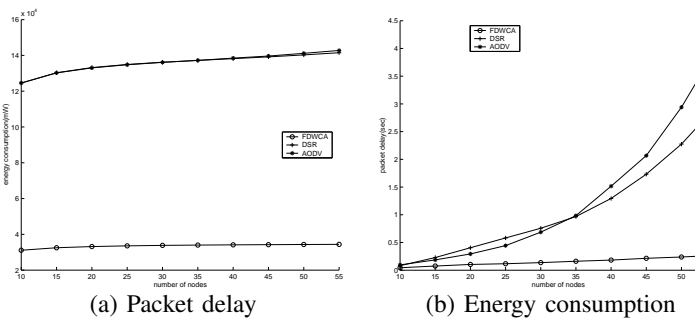 16 x 10⁴
14
12
10
8
6
4
2
energy consumption(mW)
FDWCA
DSR
AODV
10 15 20 25 30 35 40 45 50 55
number of nodes
(a) Packet delay
4.5
4
3.5
3
2.5
2
1.5
1
0.5
0
packet delay(sec)
FDWCA
DSR
AODV
10 15 20 25 30 35 40 45 50
number of nodes
(b) Energy consumption